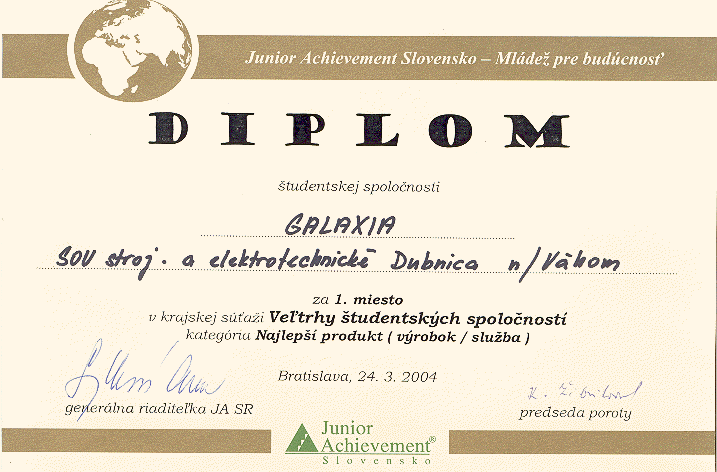 Junior Achievement Slovensko – Mládež pre budúcnosť
DIPLOM
študentskej spoločnosti
GALAXIA
SOU stroj. a elektrotechnické Dubnica n/Váhom
za 1. miesto
v krajskej súťaži Veľtrhy študentských spoločností
kategória Najlepší produkt ( výrobok / služba )
Bratislava, 24. 3. 2004
generálna riaditeľka JA SR
predseda poroty
Junior
Achievement®
Slovensko